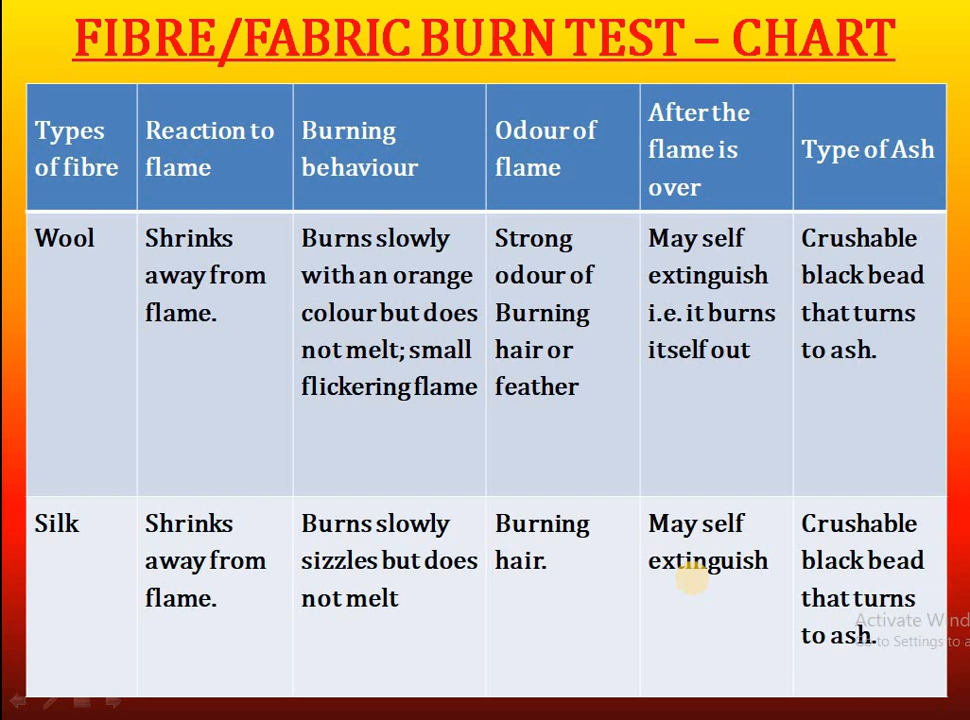 FIBRE/FABRIC BURN TEST – CHART
Types
of fibre
Reaction to
flame
Burning
behaviour
Odour of
flame
After the
flame is
over
Type of Ash
Wool
Shrinks
away from
flame.
Burns slowly
with an orange
colour but does
not melt; small
flickering flame
Strong
odour of
Burning
hair or
feather
May self
extinguish
i.e. it burns
itself out
Crushable
black bead
that turns
to ash.
Silk
Shrinks
away from
flame.
Burns slowly
sizzles but does
not melt
Burning
hair.
May self
extinguish
Crushable
black bead
that turns
to ash.
Activate Wind
Go to Settings to a